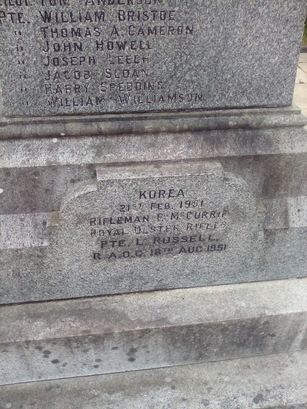 PTE. WILLIAM BRISTOE
" THOMAS A. CAMERON
" JOHN HOWELL
" JOSEPH LEECH
" JACOB SLOAN
" HARRY SPEDDING
" WILLIAM WILLIAMSON
KOREA
21ST FEB. 1951
RIFLEMAN E. MCCURRIE
ROYAL ULSTER RIFLES
PTE. L. RUSSELL.
R.A.O.C. 18TH AUG 1951